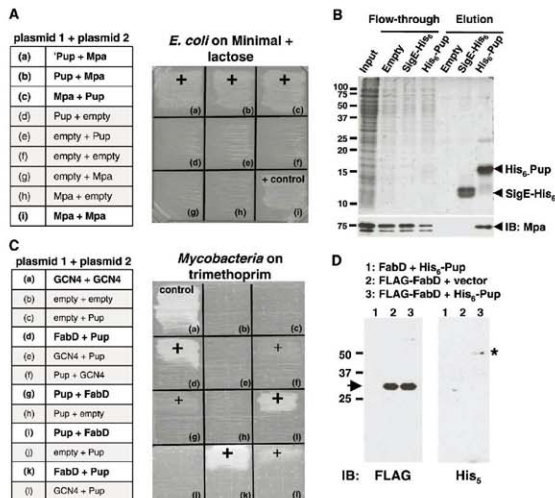 A
plasmid 1 + plasmid 2
(a) 'Pup + Mpa
(b) Pup + Mpa
(c) Mpa + Pup
(d) Pup + empty
(e) empty + Pup
(f) empty + empty
(g) empty + Mpa
(h) Mpa + empty
(i) Mpa + Mpa
E. coli on Minimal +
lactose
+ + +
(a) (b) (c)
(d) (e) (f)
+ control
(g) (h) (i)
B
Flow-through Elution
Input Empty SigE-His6 His6-Pup Empty SigE-His6 His6-Pup
100
75
50
37
25
20
15
10
His6-Pup
SigE-His6
75
IB: Mpa
C
plasmid 1 + plasmid 2
(a) GCN4 + GCN4
(b) empty + empty
(c) empty + Pup
(d) FabD + Pup
(e) GCN4 + Pup
(f) Pup + GCN4
(g) Pup + FabD
(h) Pup + empty
(i) Pup + FabD
(j) empty + Pup
(k) FabD + Pup
(l) GCN4 + Pup
Mycobacteria on
trimethoprim
control
(a) (b) (c)
+ +
(d) (e) (f)
+ +
(g) (h) (i)
+ +
(j) (k) (l)
D
1: FabD + His6-Pup
2: FLAG-FabD + vector
3: FLAG-FabD + His6-Pup
1 2 3 1 2 3
50
37
25
*
IB: FLAG His5